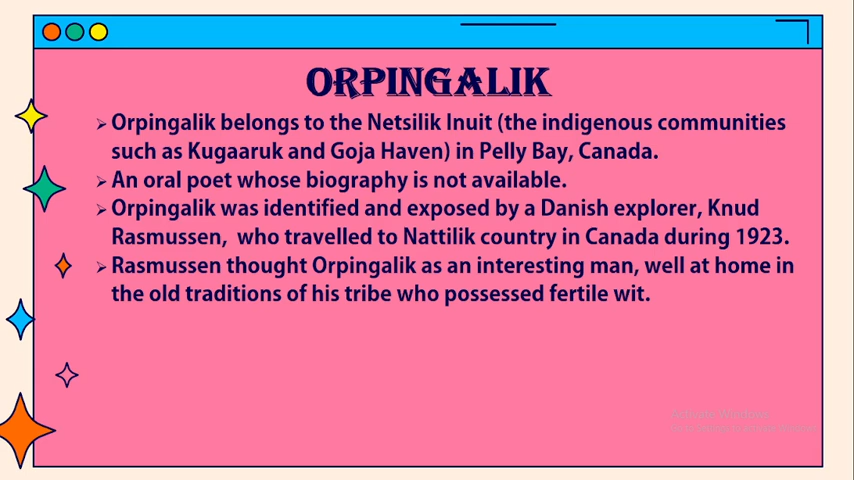 ORPINGALIK
➢ Orpingalik belongs to the Netsilik Inuit (the indigenous communities
such as Kugaaruk and Goja Haven) in Pelly Bay, Canada.
➢ An oral poet whose biography is not available.
➢ Orpingalik was identified and exposed by a Danish explorer, Knud
Rasmussen, who travelled to Nattilik country in Canada during 1923.
➢ Rasmussen thought Orpingalik as an interesting man, well at home in
the old traditions of his tribe who possessed fertile wit.
Activate Windows